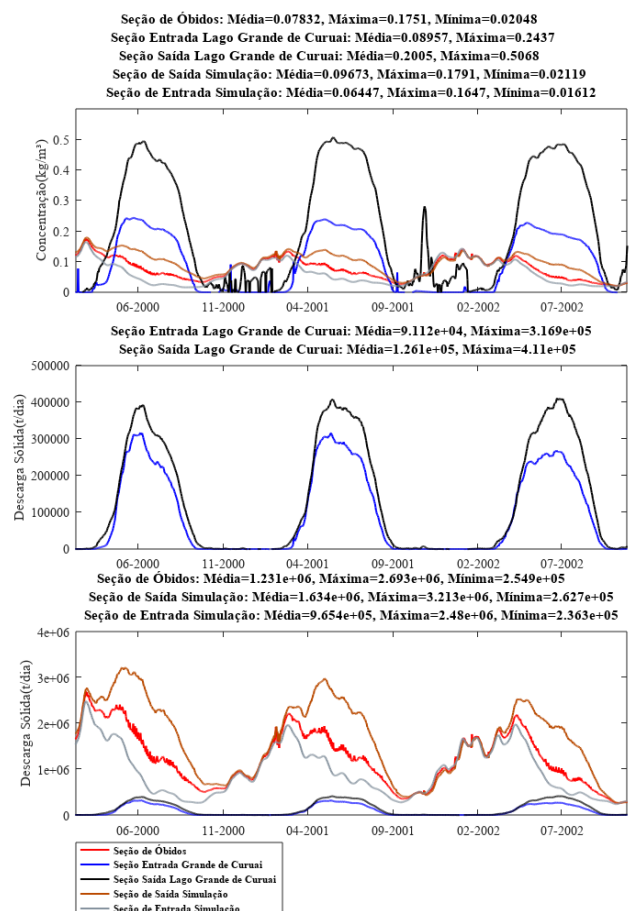 Seção de Óbidos: Média=0.07832, Máxima=0.1751, Mínima=0.02048
Seção Entrada Lago Grande de Curuai: Média=0.08957, Máxima=0.2437
Seção Saída Lago Grande de Curuai: Média=0.2005, Máxima=0.5068
Seção de Saída Simulação: Média=0.09673, Máxima=0.1791, Mínima=0.02119
Seção de Entrada Simulação: Média=0.06447, Máxima=0.1647, Mínima=0.01612
Concentração(kg/m³)
0.5
0.4
0.3
0.2
0.1
0
06-2000 11-2000 04-2001 09-2001 02-2002 07-2002
Seção Entrada Lago Grande de Curuai: Média=9.112e+04, Máxima=3.169e+05
Seção Saída Lago Grande de Curuai: Média=1.261e+05, Máxima=4.11e+05
Descarga Sólida(t/dia)
500000
400000
300000
200000
100000
0
06-2000 11-2000 04-2001 09-2001 02-2002 07-2002
Seção de Óbidos: Média=1.231e+06, Máxima=2.693e+06, Mínima=2.549e+05
Seção de Saída Simulação: Média=1.634e+06, Máxima=3.213e+06, Mínima=2.627e+05
Seção de Entrada Simulação: Média=9.654e+05, Máxima=2.48e+06, Mínima=2.363e+05
Descarga Sólida(t/dia)
4e+06
3e+06
2e+06
1e+06
0
06-2000 11-2000 04-2001 09-2001 02-2002 07-2002
Seção de Óbidos
Seção Entrada Grande de Curuai
Seção Saída Lago Grande de Curuai
Seção de Saída Simulação
Seção de Entrada Simulação